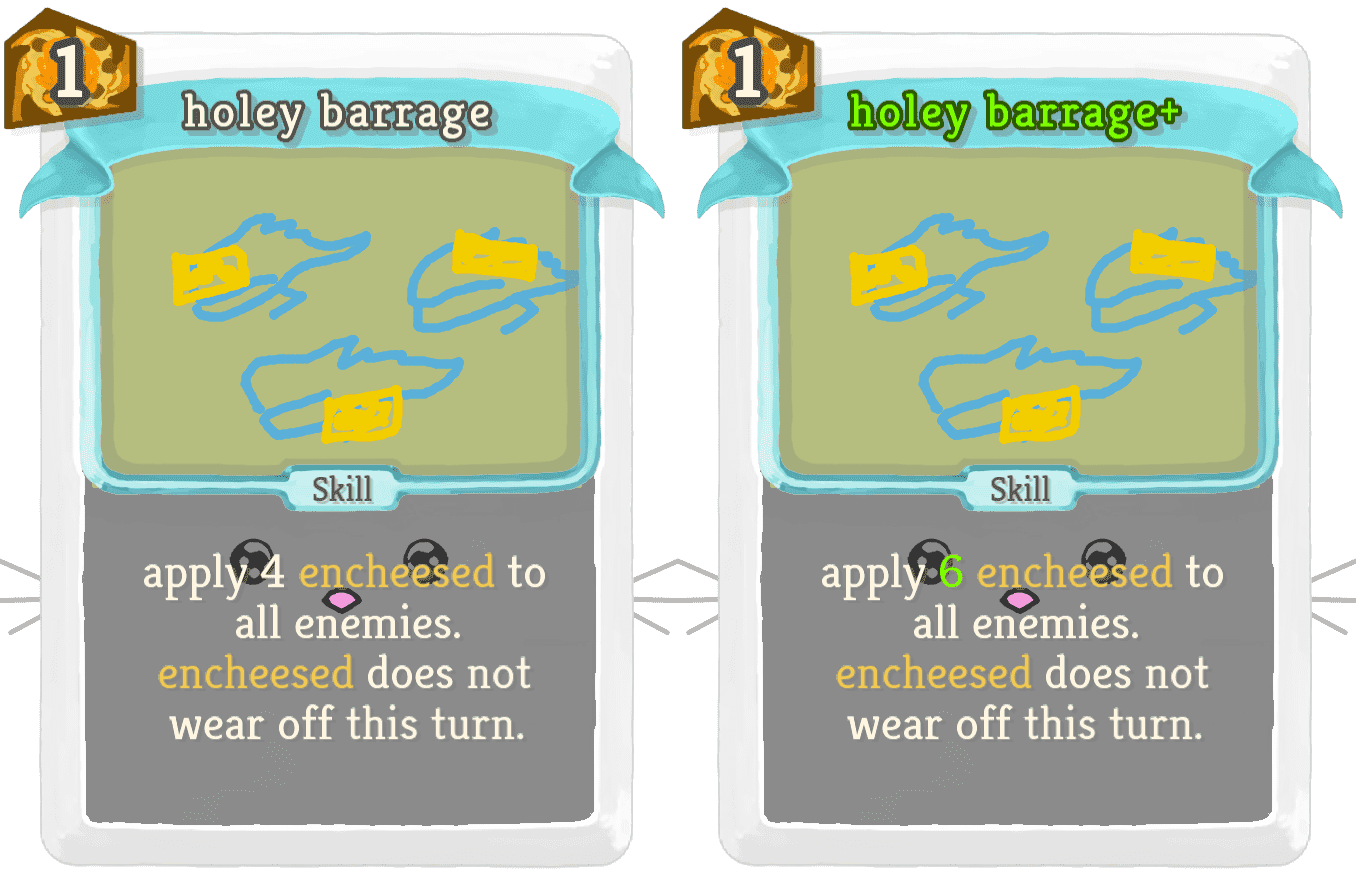 1
holey barrage
Skill
apply 4 encheesed to
all enemies.
encheesed does not
wear off this turn.
1
holey barrage+
Skill
apply 6 encheesed to
all enemies.
encheesed does not
wear off this turn.